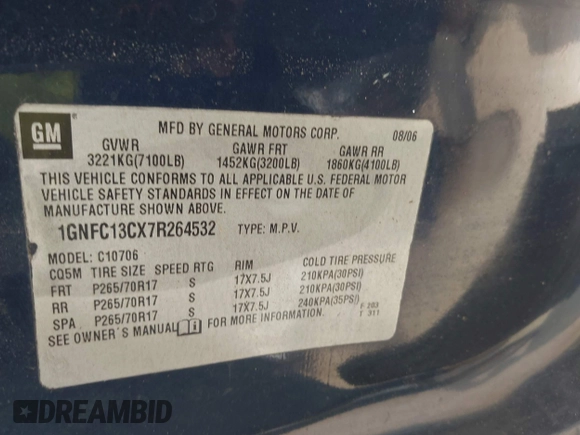 GM
MFD BY GENERAL MOTORS CORP. 08/06
GVWR GAWR FRT GAWR RR
3221KG(7100LB) 1452KG(3200LB) 1860KG(4100LB)
THIS VEHICLE CONFORMS TO ALL APPLICABLE U.S. FEDERAL MOTOR
VEHICLE SAFETY STANDARDS IN EFFECT ON THE DATE OF
MANUFACTURE SHOWN ABOVE.
1GNFC13CX7R264532 TYPE: M.P.V.
MODEL: C10706
CQ5M TIRE SIZE SPEED RTG RIM COLD TIRE PRESSURE
FRT P265/70R17 S 17X7.5J 210KPA(30PSI)
RR P265/70R17 S 17X7.5J 210KPA(30PSI)
SPA P265/70R17 S 17X7.5J 240KPA(35PSI)
SEE OWNER'S MANUAL FOR MORE INFORMATION.
F 203
T 311
DREAMBID